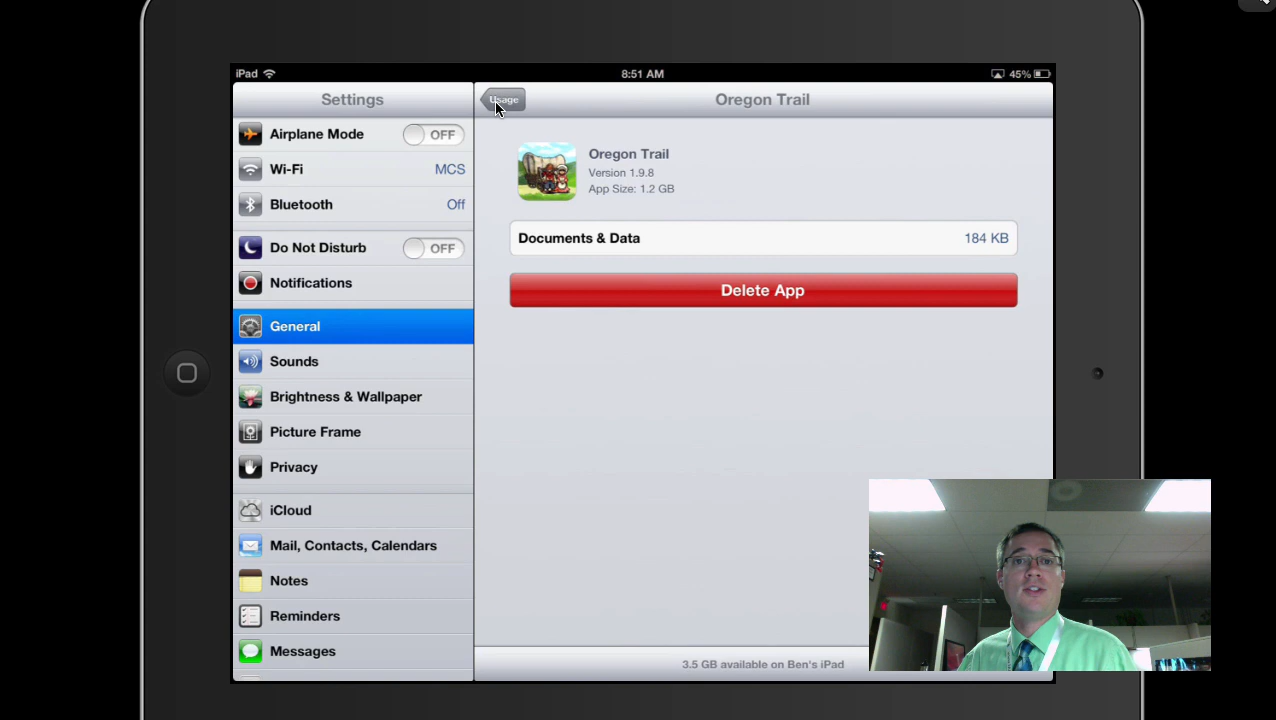 iPad
8:51 AM
45%
Settings
Usage
Oregon Trail
Airplane Mode
OFF
Wi-Fi
MCS
Bluetooth
Off
Do Not Disturb
OFF
Notifications
General
Sounds
Brightness & Wallpaper
Picture Frame
Privacy
iCloud
Mail, Contacts, Calendars
Notes
Reminders
Messages
Oregon Trail
Version 1.9.8
App Size: 1.2 GB
Documents & Data
184 KB
Delete App
3.5 GB available on Ben's iPad